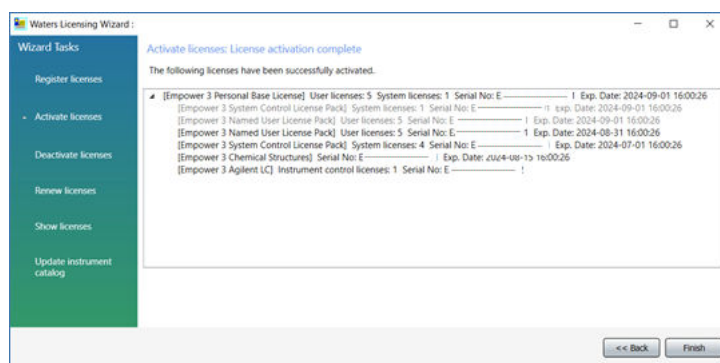 Waters Licensing Wizard :
Wizard Tasks
Register licenses
Activate licenses
Deactivate licenses
Renew licenses
Show licenses
Update instrument
catalog
Activate licenses: License activation complete
The following licenses have been successfully activated.
[Empower 3 Personal Base License] User licenses: 5 System licenses: 1 Serial No: E Exp. Date: 2024-09-01 16:00:26
[Empower 3 System Control License Pack] System licenses: 1 Serial No: E Exp. Date: 2024-09-01 16:00:26
[Empower 3 Named User License Pack] User licenses: 5 Serial No: E Exp. Date: 2024-09-01 16:00:26
[Empower 3 Named User License Pack] User licenses: 5 Serial No: E Exp. Date: 2024-08-31 16:00:26
[Empower 3 System Control License Pack] System licenses: 4 Serial No: E Exp. Date: 2024-07-01 16:00:26
[Empower 3 Chemical Structures] Serial No: E Exp. Date: 2024-08-15 16:00:26
[Empower 3 Agilent LC] Instrument control licenses: 1 Serial No: E
<< Back
Finish